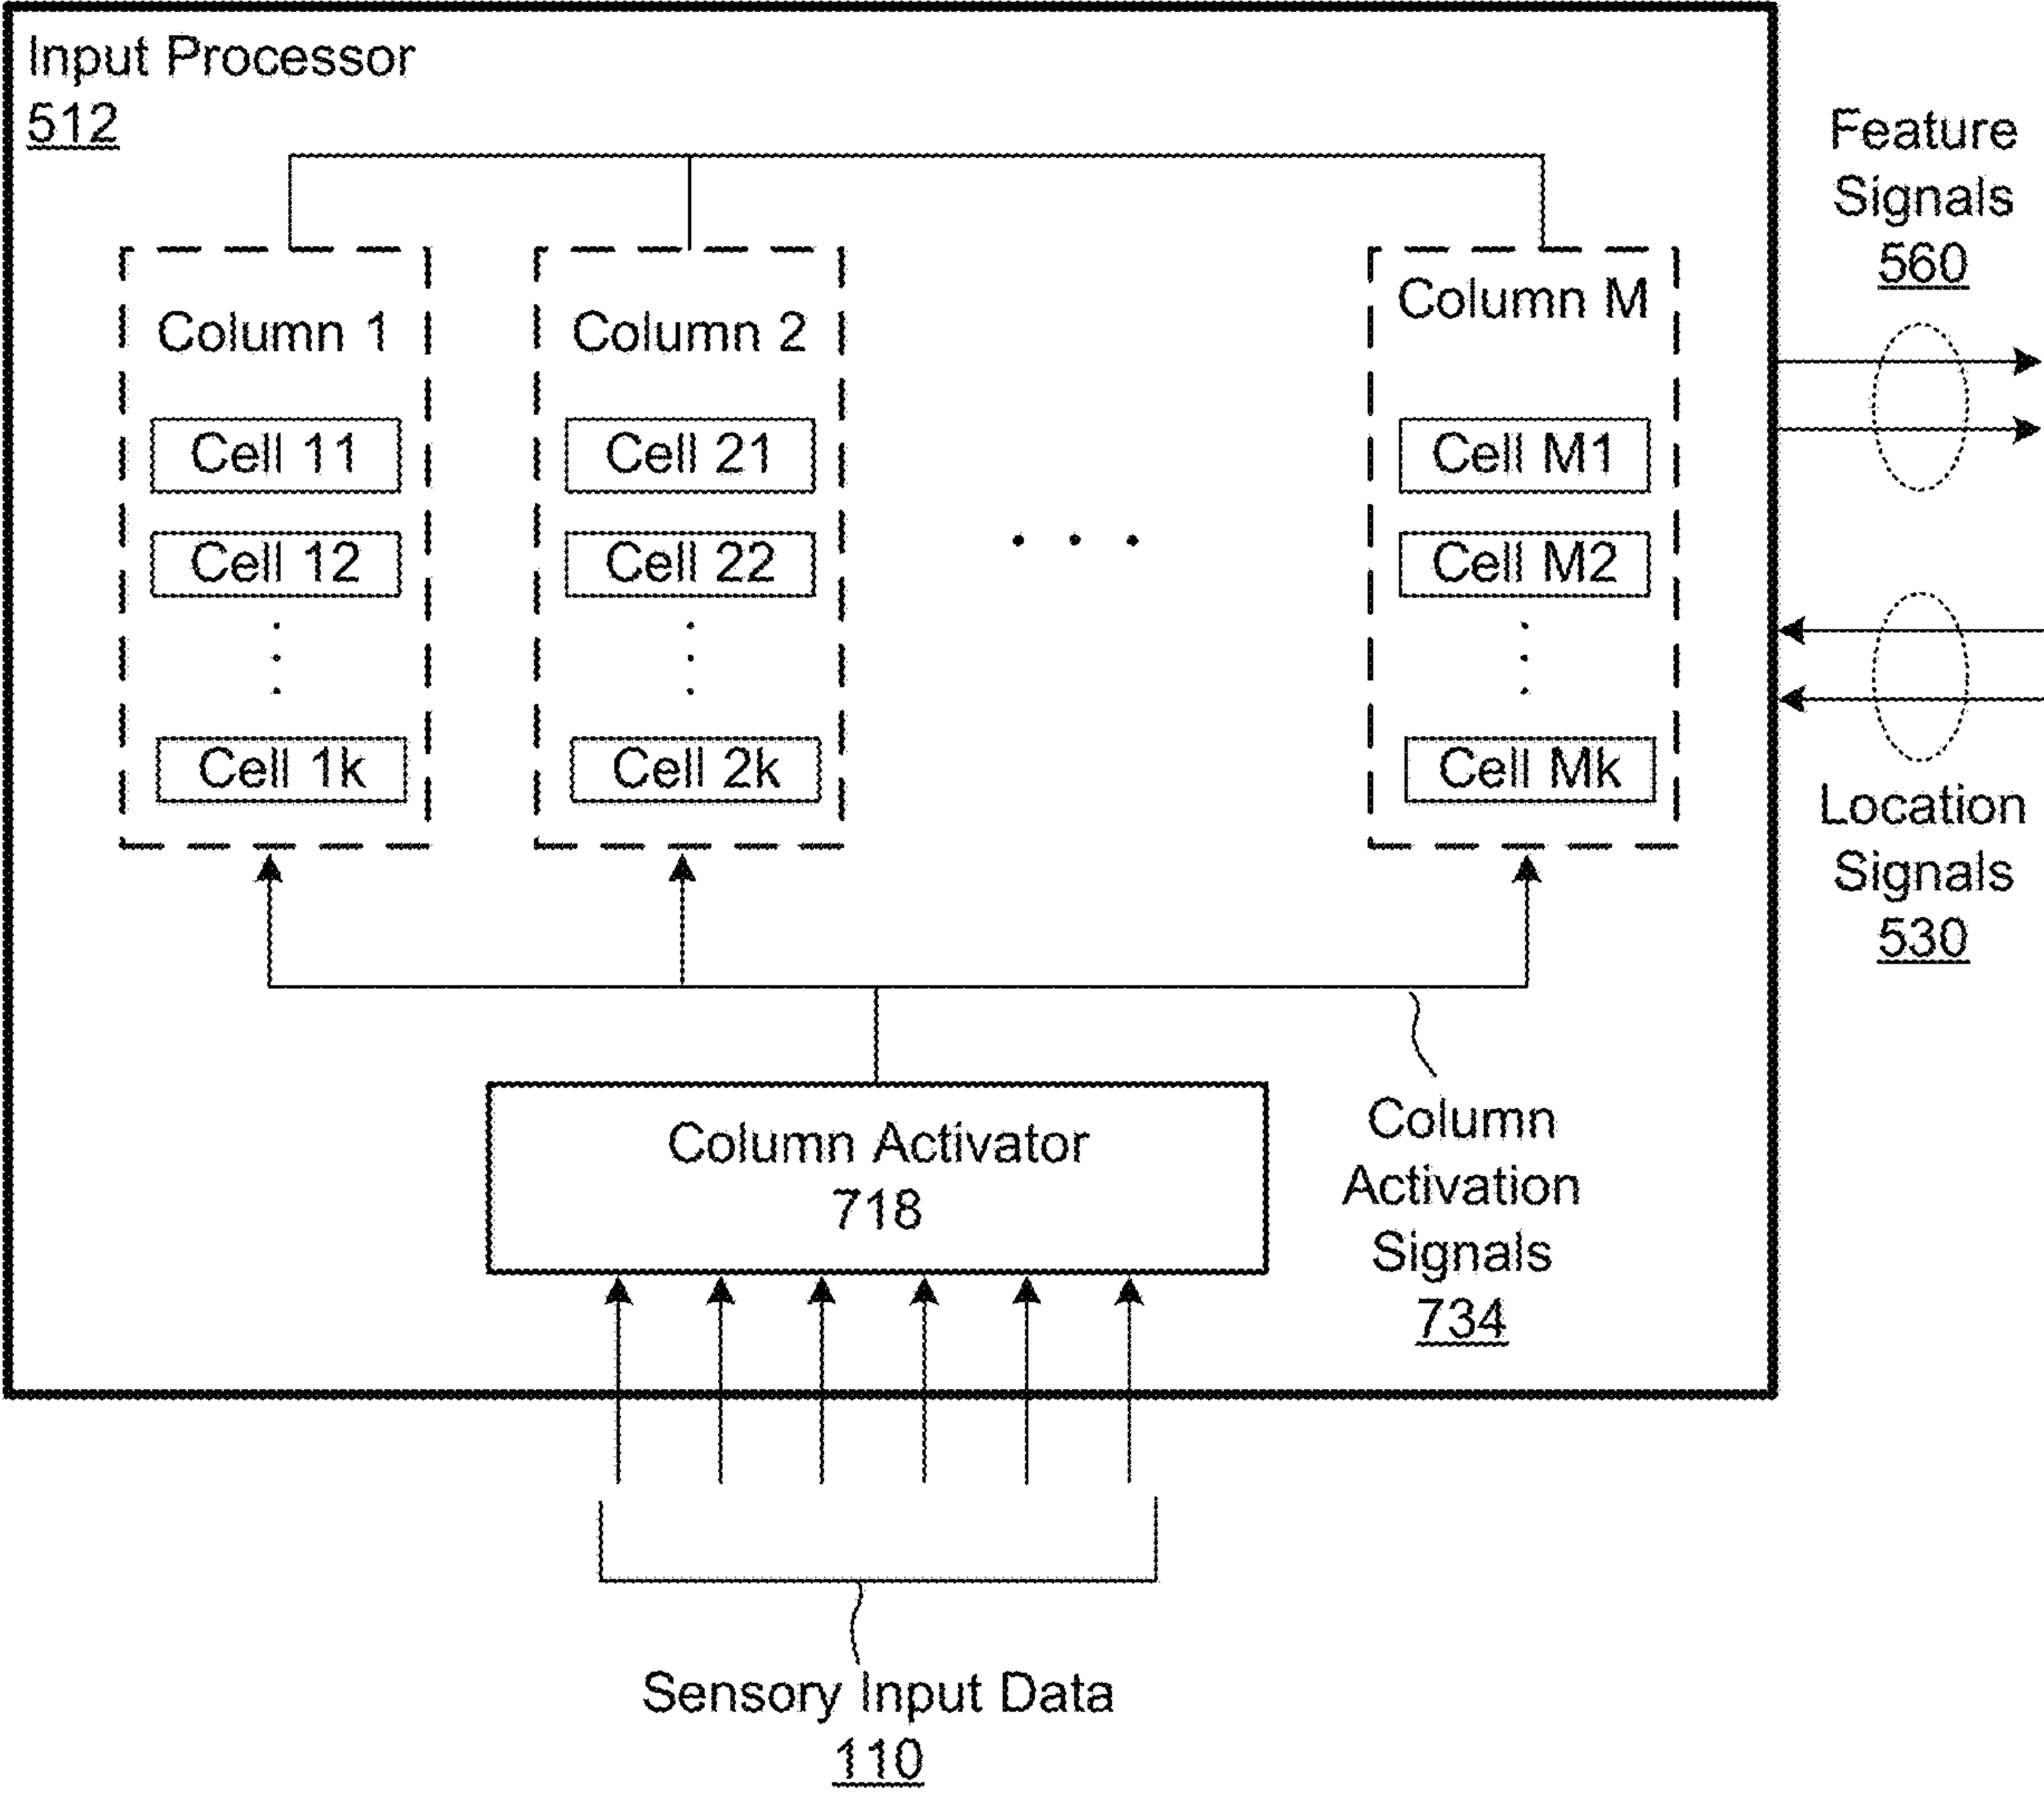 Input Processor
512
Feature
Signals
560
Column 1
Cell 11
Cell 12
Cell 1k
Column 2
Cell 21
Cell 22
Cell 2k
. . .
Column M
Cell M1
Cell M2
Cell Mk
Location
Signals
530
Column Activator
718
Column
Activation
Signals
734
Sensory Input Data
110